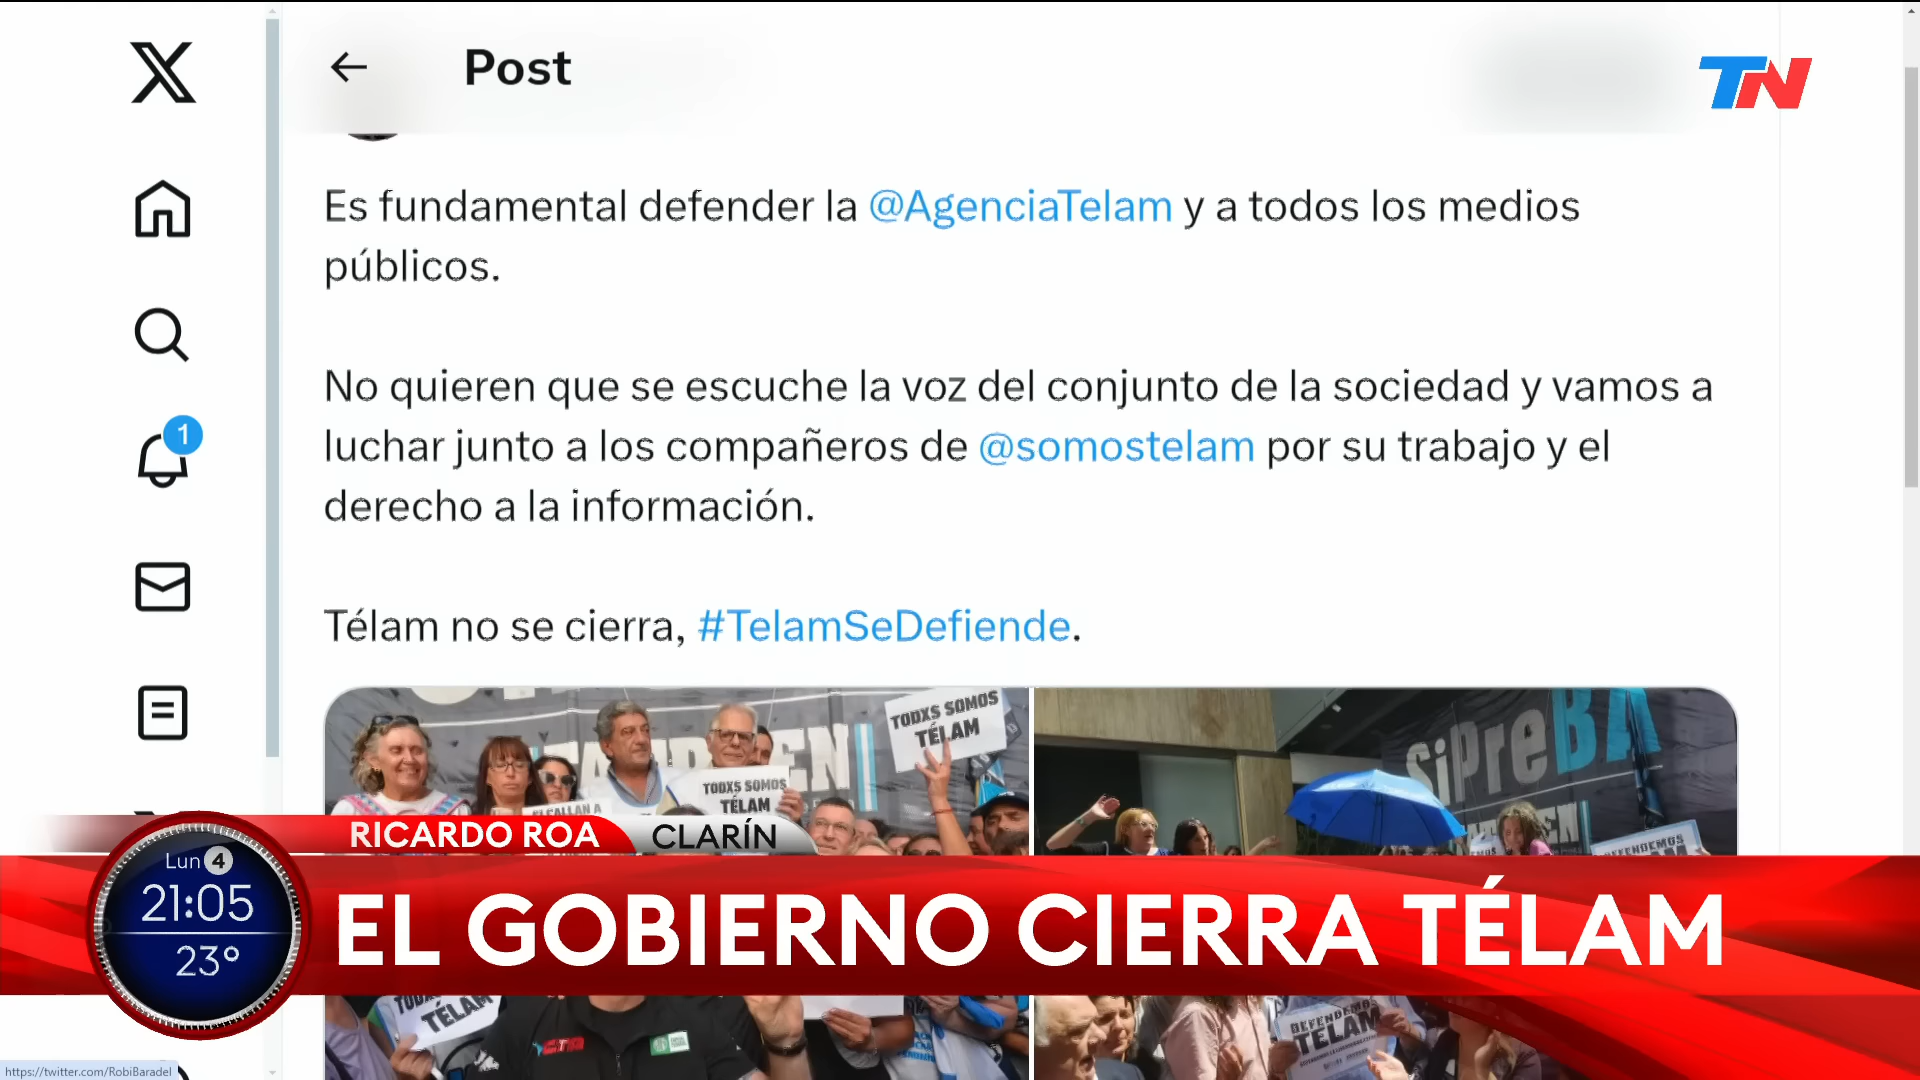 Post
TN
Es fundamental defender la @AgenciaTelam y a todos los medios
públicos.
No quieren que se escuche la voz del conjunto de la sociedad y vamos a
luchar junto a los compañeros de @somostelam por su trabajo y el
derecho a la información.
Télam no se cierra, #TelamSeDefiende.
1
TODXS SOMOS
TÉLAM
TODXS SOMOS
TÉLAM
SiPreBA
RICARDO ROA
CLARÍN
Lun 4
21:05
23°
EL GOBIERNO CIERRA TÉLAM
TÉLAM
DEFENDEMOS
TÉLAM
https://twitter.com/RobiBaradel